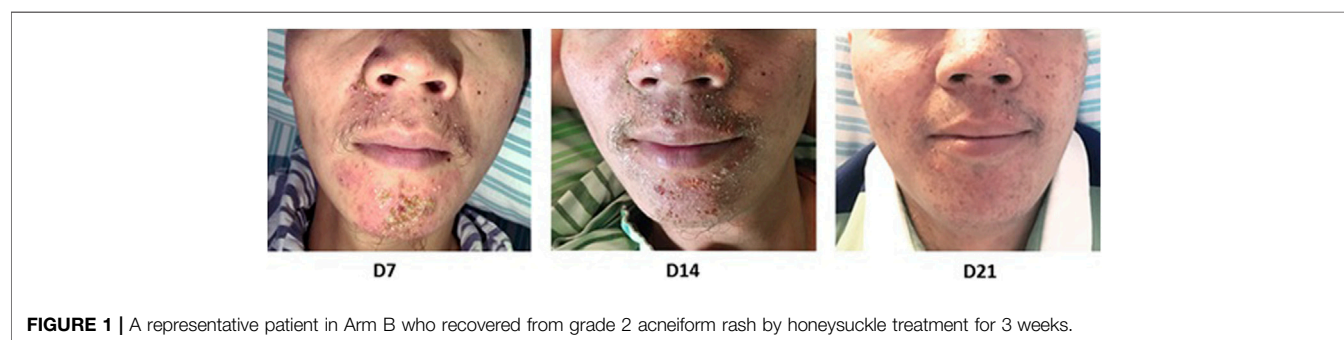 D7
D14
D21
FIGURE 1 | A representative patient in Arm B who recovered from grade 2 acneiform rash by honeysuckle treatment for 3 weeks.